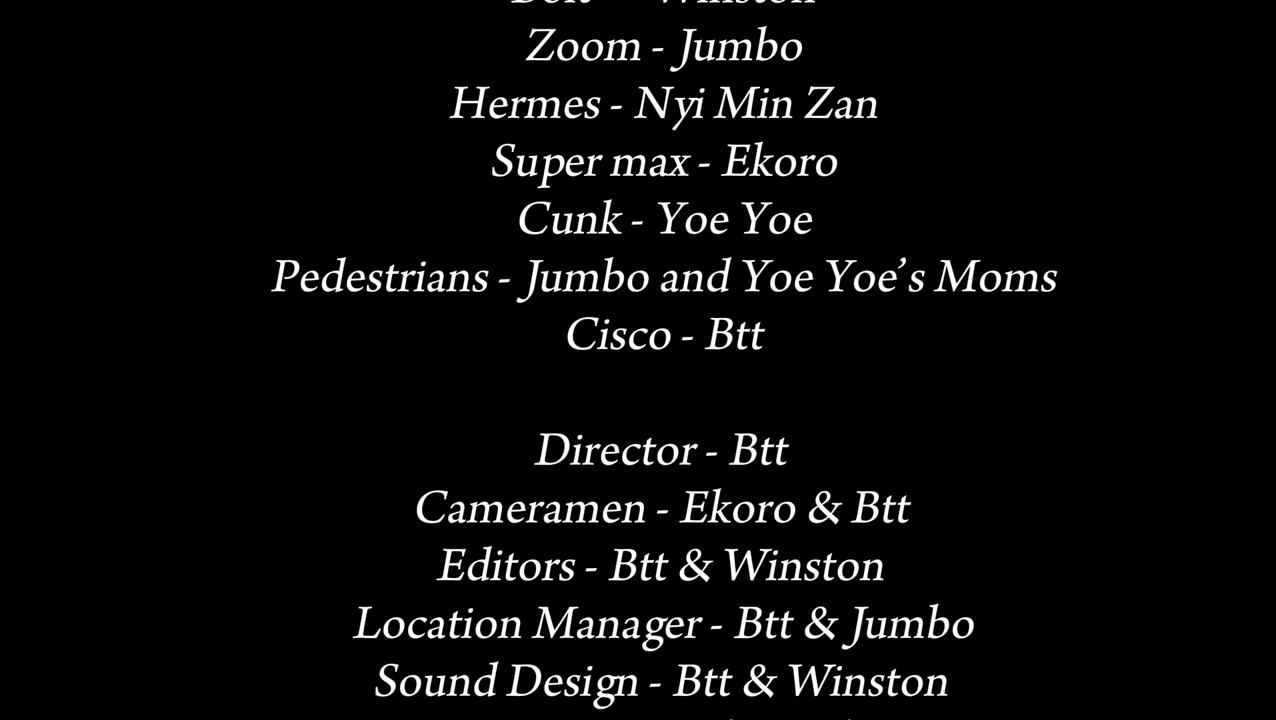 Winston
Zoom - Jumbo
Hermes - Nyi Min Zan
Super max - Ekoro
Cunk - Yoe Yoe
Pedestrians - Jumbo and Yoe Yoe’s Moms
Cisco - Btt
Director - Btt
Cameramen - Ekoro & Btt
Editors - Btt & Winston
Location Manager - Btt & Jumbo
Sound Design - Btt & Winston